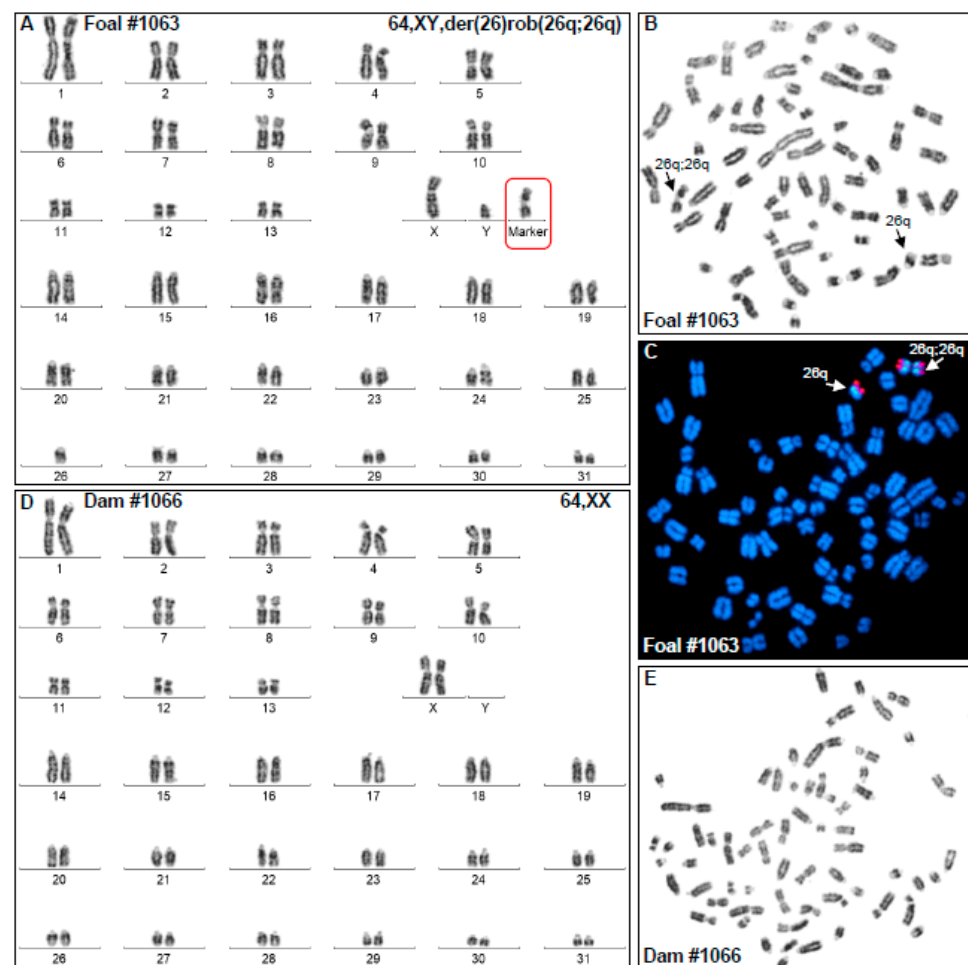 A Foal #1063 64,XY,der(26)rob(26q;26q)
1 2 3 4 5
6 7 8 9 10
11 12 13 X Y Marker
14 15 16 17 18 19
20 21 22 23 24 25
26 27 28 29 30 31
B
26q;26q
26q
Foal #1063
C
26q;26q
26q
Foal #1063
D Dam #1066 64,XX
1 2 3 4 5
6 7 8 9 10
11 12 13 X Y
14 15 16 17 18 19
20 21 22 23 24 25
26 27 28 29 30 31
E
Dam #1066